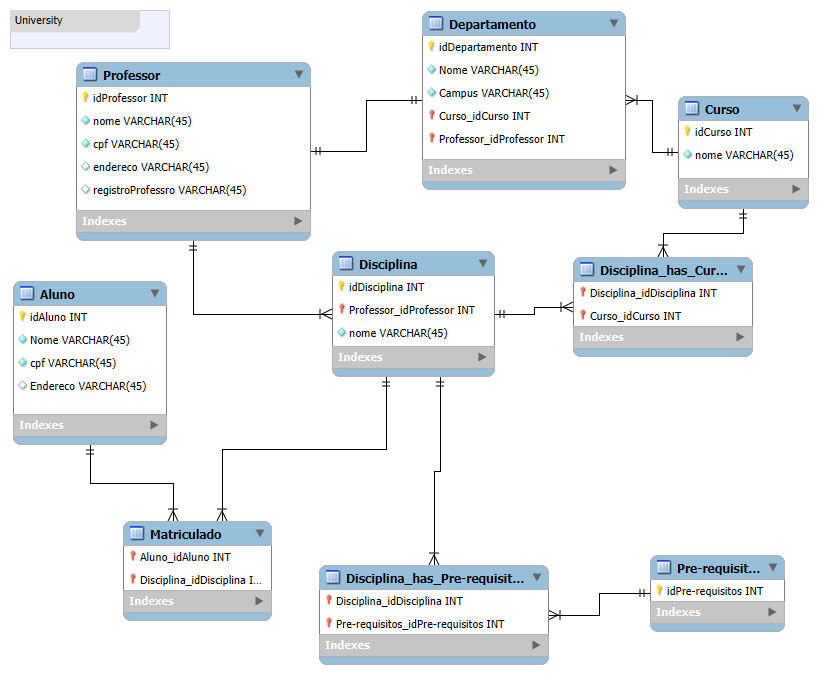 University
Departamento
idDepartamento INT
Nome VARCHAR(45)
Campus VARCHAR(45)
Curso_idCurso INT
Professor_idProfessor INT
Indexes
Professor
idProfessor INT
nome VARCHAR(45)
cpf VARCHAR(45)
endereco VARCHAR(45)
registroProfessro VARCHAR(45)
Indexes
Curso
idCurso INT
nome VARCHAR(45)
Indexes
Disciplina
idDisciplina INT
Professor_idProfessor INT
nome VARCHAR(45)
Indexes
Disciplina_has_Cur...
Disciplina_idDisciplina INT
Curso_idCurso INT
Indexes
Aluno
idAluno INT
Nome VARCHAR(45)
cpf VARCHAR(45)
Endereco VARCHAR(45)
Indexes
Matriculado
Aluno_idAluno INT
Disciplina_idDisciplina I...
Indexes
Disciplina_has_Pre-requisit...
Disciplina_idDisciplina INT
Pre-requisitos_idPre-requisitos INT
Indexes
Pre-requisit...
idPre-requisitos INT
Indexes